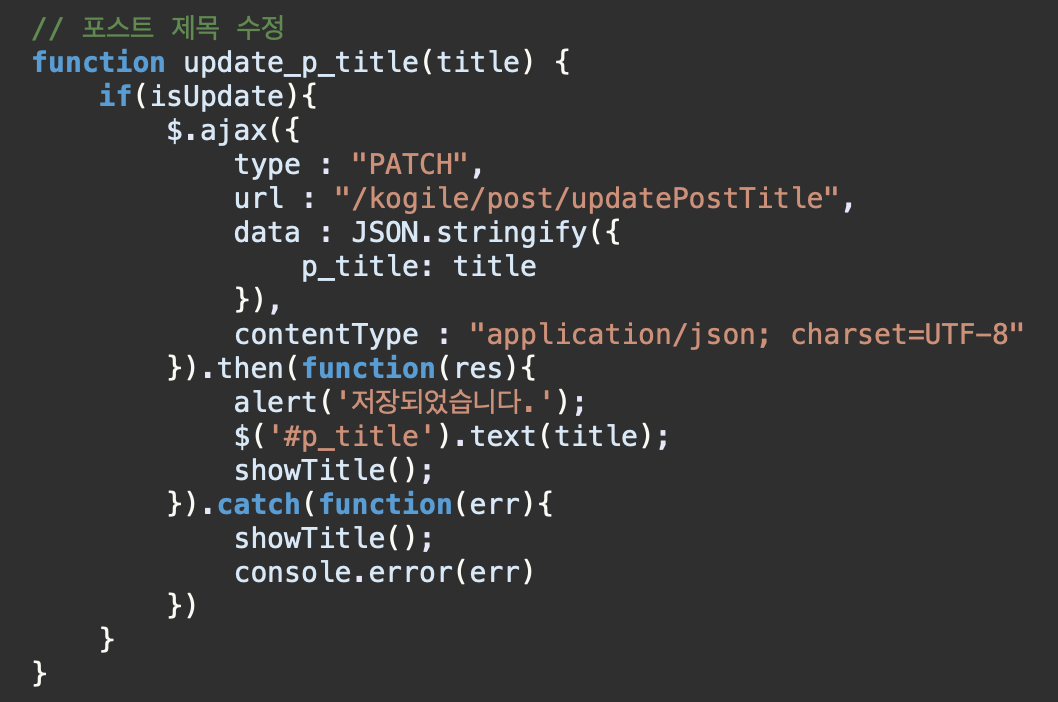 // 포스트 제목 수정
function update_p_title(title) {
    if(isUpdate){
        $.ajax({
            type : "PATCH",
            url : "/kogile/post/updatePostTitle",
            data : JSON.stringify({
                p_title: title
            }),
            contentType : "application/json; charset=UTF-8"
        }).then(function(res){
            alert('저장되었습니다.');
            $('#p_title').text(title);
            showTitle();
        }).catch(function(err){
            showTitle();
            console.error(err)
        })
    }
}